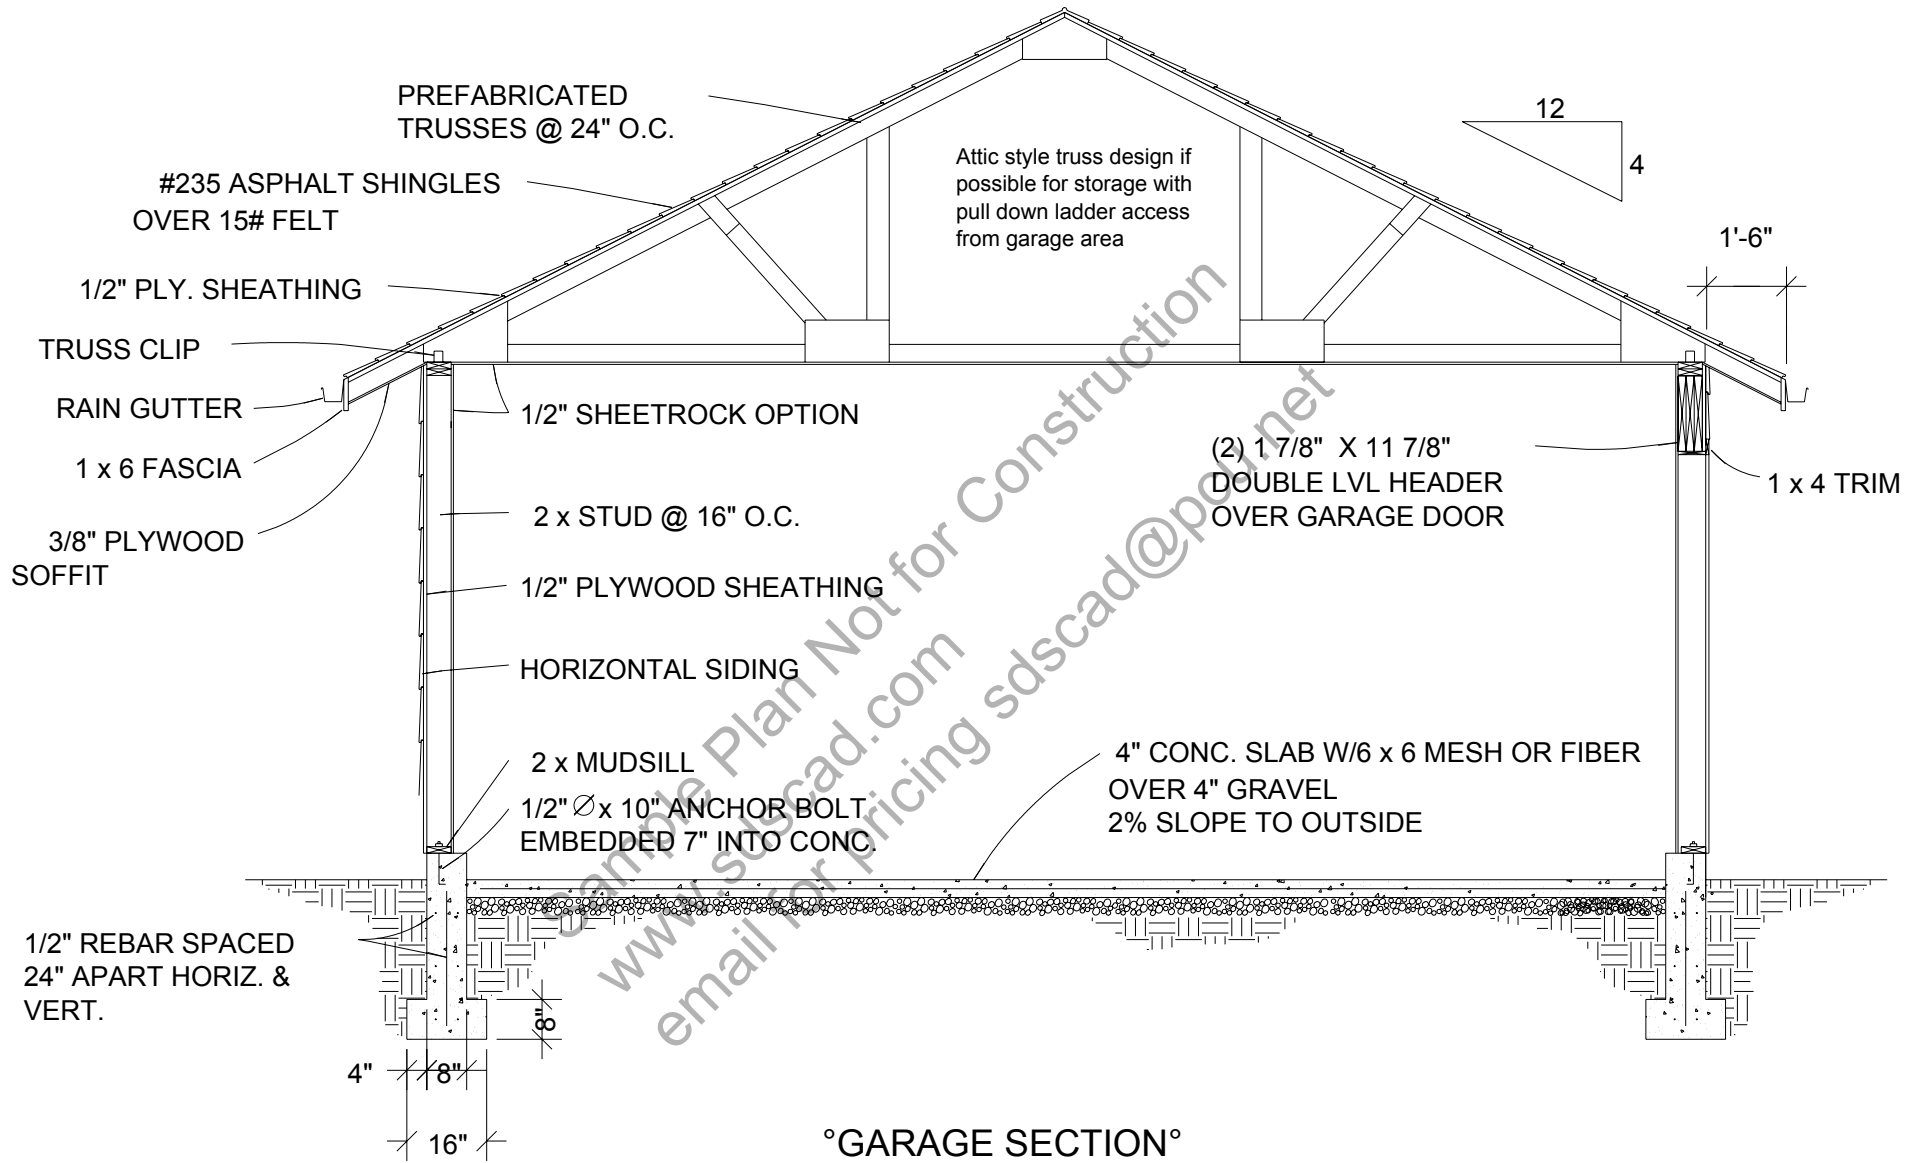 PREFABRICATED
TRUSSES @ 24" O.C.
#235 ASPHALT SHINGLES
OVER 15# FELT
1/2" PLY. SHEATHING
TRUSS CLIP
RAIN GUTTER
1 x 6 FASCIA
3/8" PLYWOOD
SOFFIT
Attic style truss design if
possible for storage with
pull down ladder access
from garage area
12
4
1'-6"
1/2" SHEETROCK OPTION
(2) 1 7/8" X 11 7/8"
DOUBLE LVL HEADER
OVER GARAGE DOOR
1 x 4 TRIM
2 x STUD @ 16" O.C.
1/2" PLYWOOD SHEATHING
HORIZONTAL SIDING
2 x MUDSILL
1/2" ∅ x 10" ANCHOR BOLT
EMBEDDED 7" INTO CONC.
4" CONC. SLAB W/6 x 6 MESH OR FIBER
OVER 4" GRAVEL
2% SLOPE TO OUTSIDE
1/2" REBAR SPACED
24" APART HORIZ. &
VERT.
8"
4"
8"
16"
°GARAGE SECTION°
Sample Plan Not for Construction
www.sdscad.com
email for pricing sdscad@pou.net